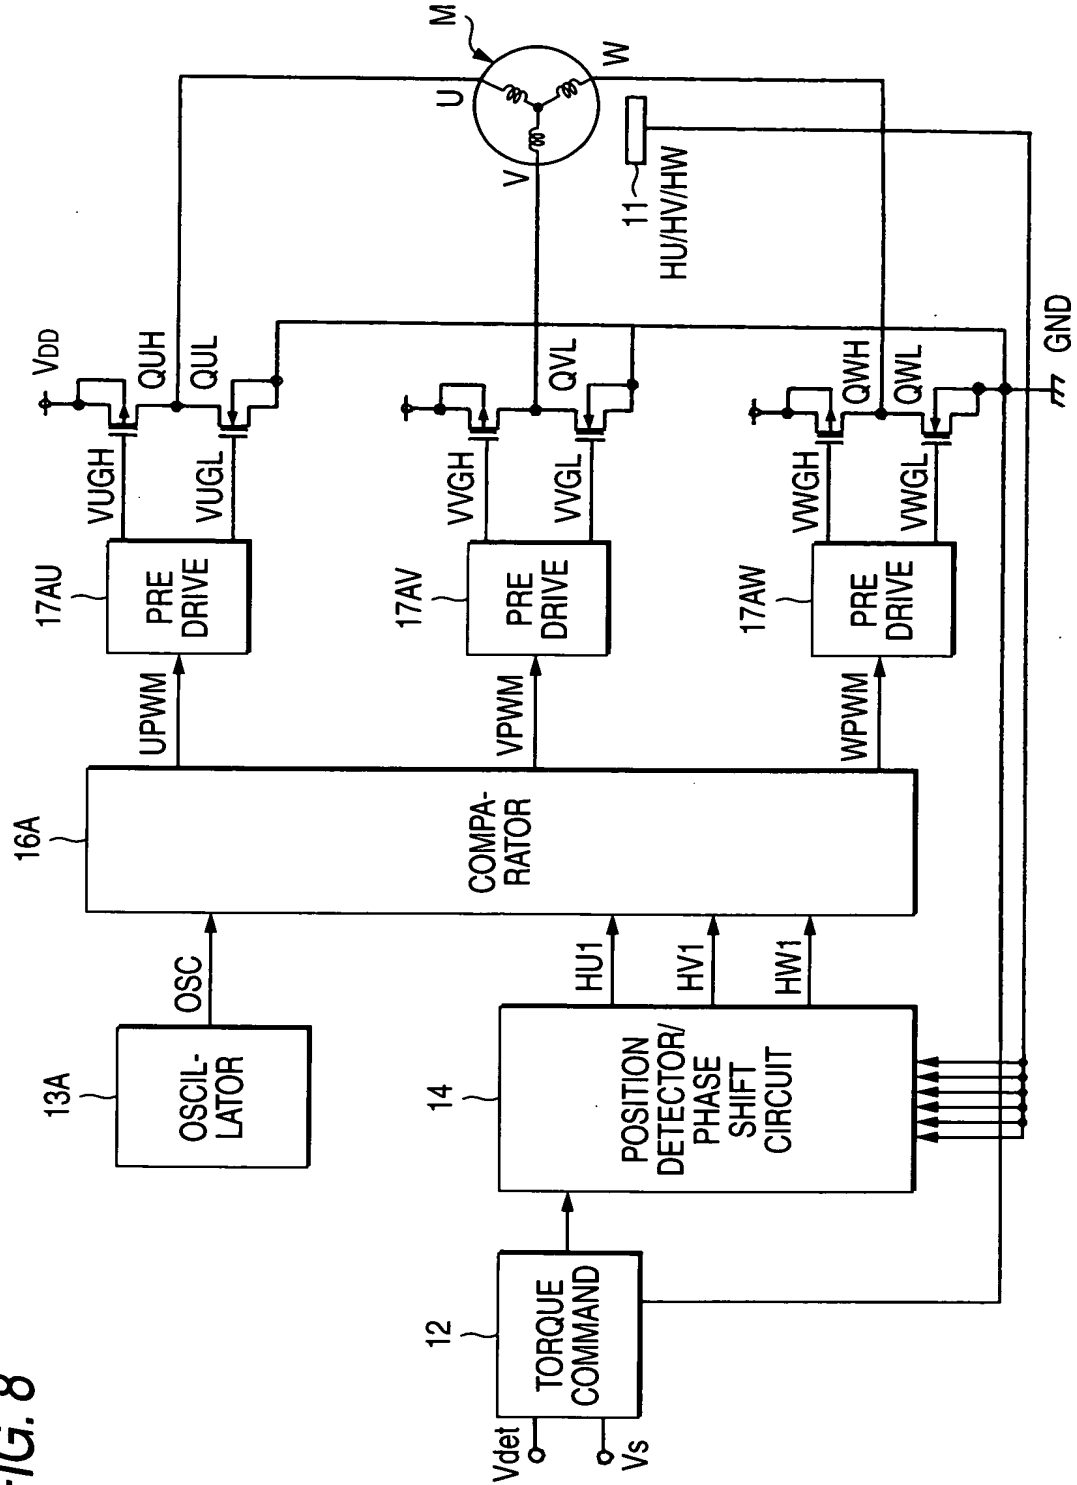 FIG. 8
Vdet
Vs
12
TORQUE
COMMAND
13A
OSCIL-
LATOR
OSC
14
POSITION
DETECTOR/
PHASE
SHIFT
CIRCUIT
HU1
HV1
HW1
16A
COMPA-
RATOR
UPWM
VPWM
WPWM
17AU
PRE
DRIVE
17AV
PRE
DRIVE
17AW
PRE
DRIVE
VUGH
VUGL
VVGH
VVGL
VWGH
VWGL
VDD
QUH
QUL
QVL
QWH
QWL
GND
M
U
V
W
11
HU/HV/HW